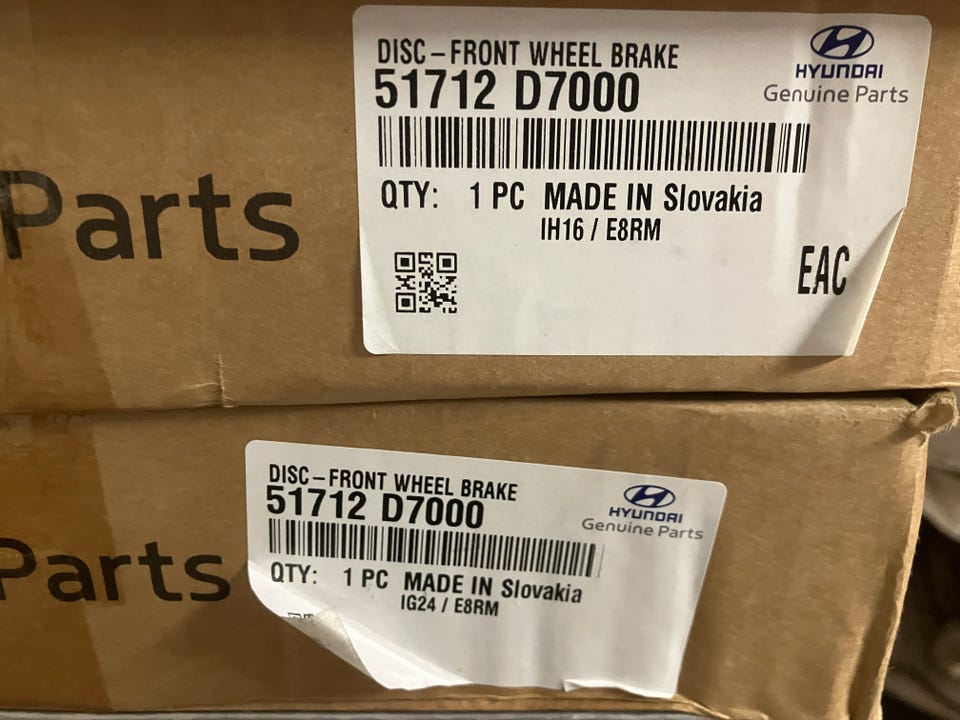 DISC-FRONT WHEEL BRAKE
51712 D7000
HYUNDAI
Genuine Parts
QTY: 1 PC MADE IN Slovakia
IH16 / E8RM
EAC
Parts
DISC-FRONT WHEEL BRAKE
51712 D7000
HYUNDAI
Genuine Parts
QTY: 1 PC MADE IN Slovakia
IG24 / E8RM
Parts